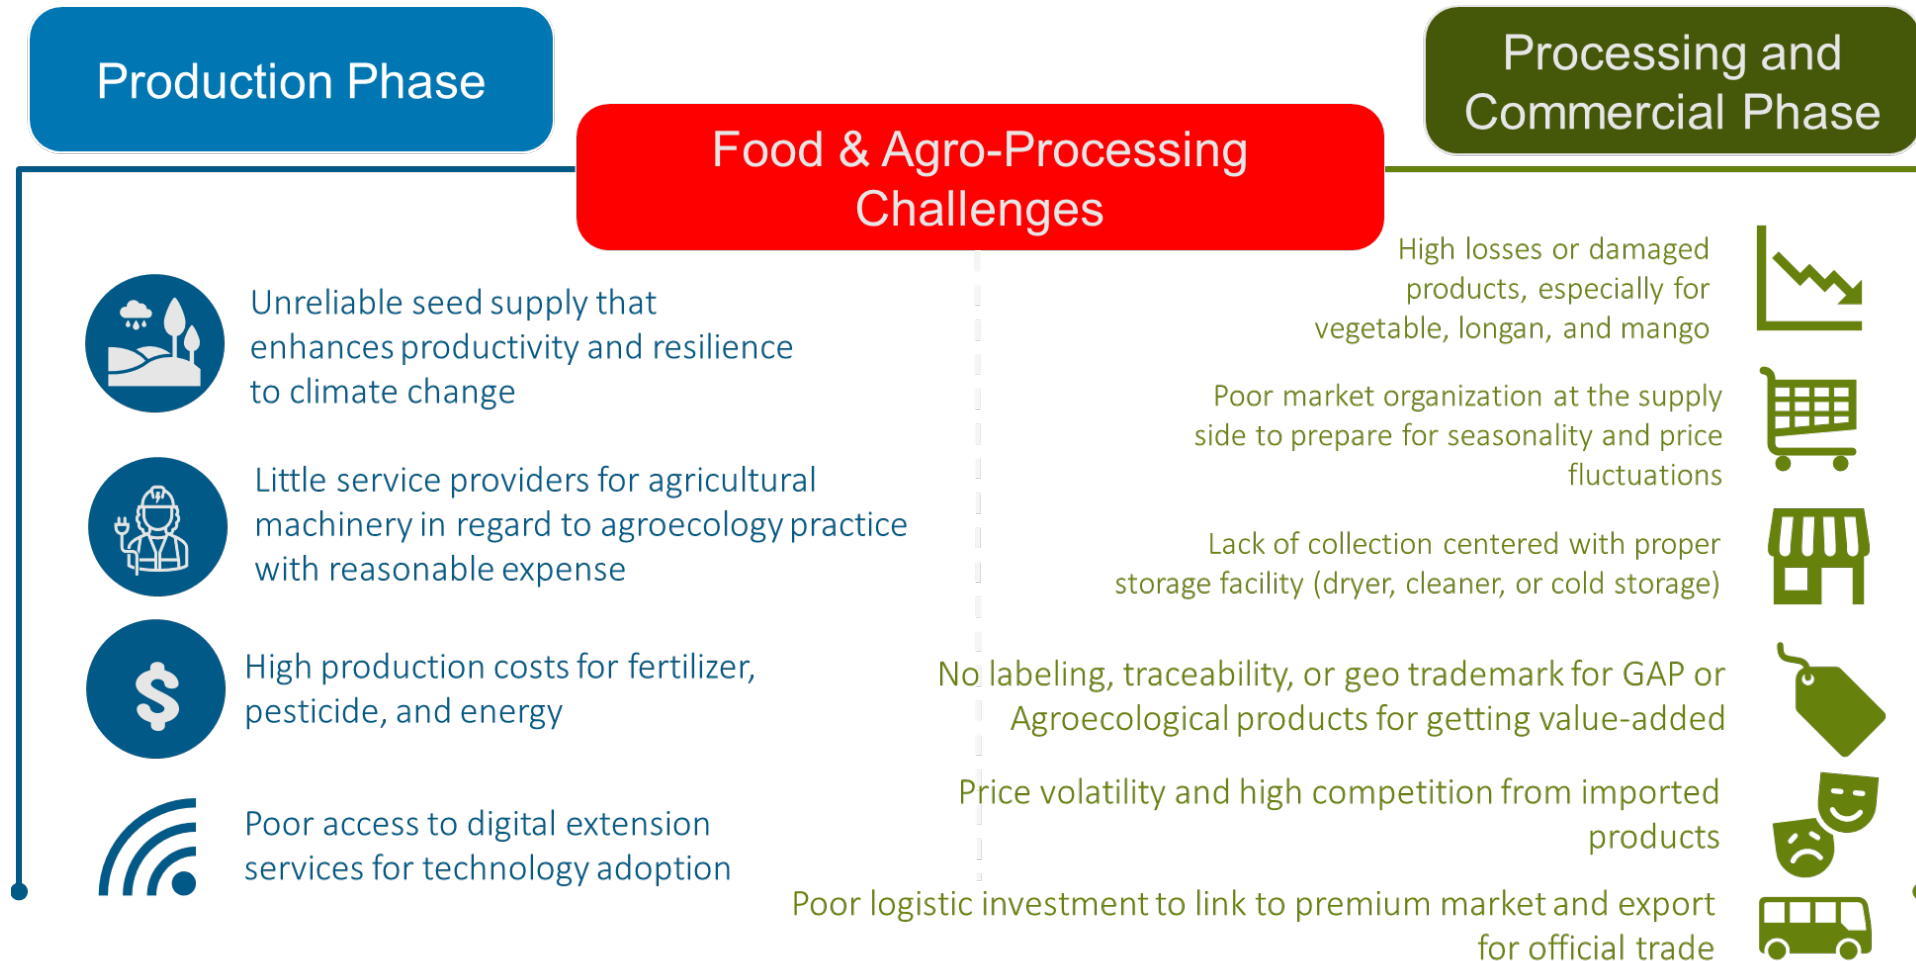 Production Phase
Food & Agro-Processing
Challenges
Processing and
Commercial Phase
Unreliable seed supply that
enhances productivity and resilience
to climate change
Little service providers for agricultural
machinery in regard to agroecology practice
with reasonable expense
High production costs for fertilizer,
pesticide, and energy
Poor access to digital extension
services for technology adoption
High losses or damaged
products, especially for
vegetable, longan, and mango
Poor market organization at the supply
side to prepare for seasonality and price
fluctuations
Lack of collection centered with proper
storage facility (dryer, cleaner, or cold storage)
No labeling, traceability, or geo trademark for GAP or
Agroecological products for getting value-added
Price volatility and high competition from imported
products
Poor logistic investment to link to premium market and export
for official trade